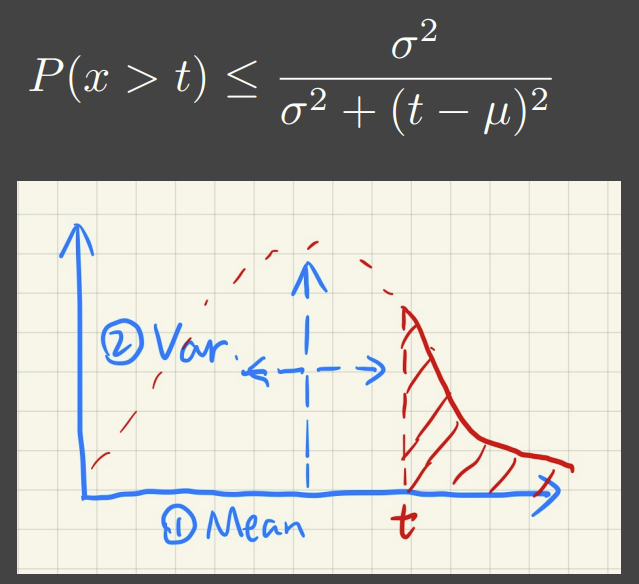 P(x > t) ≤ σ² / (σ² + (t − μ)²)
② Var.
① Mean
t